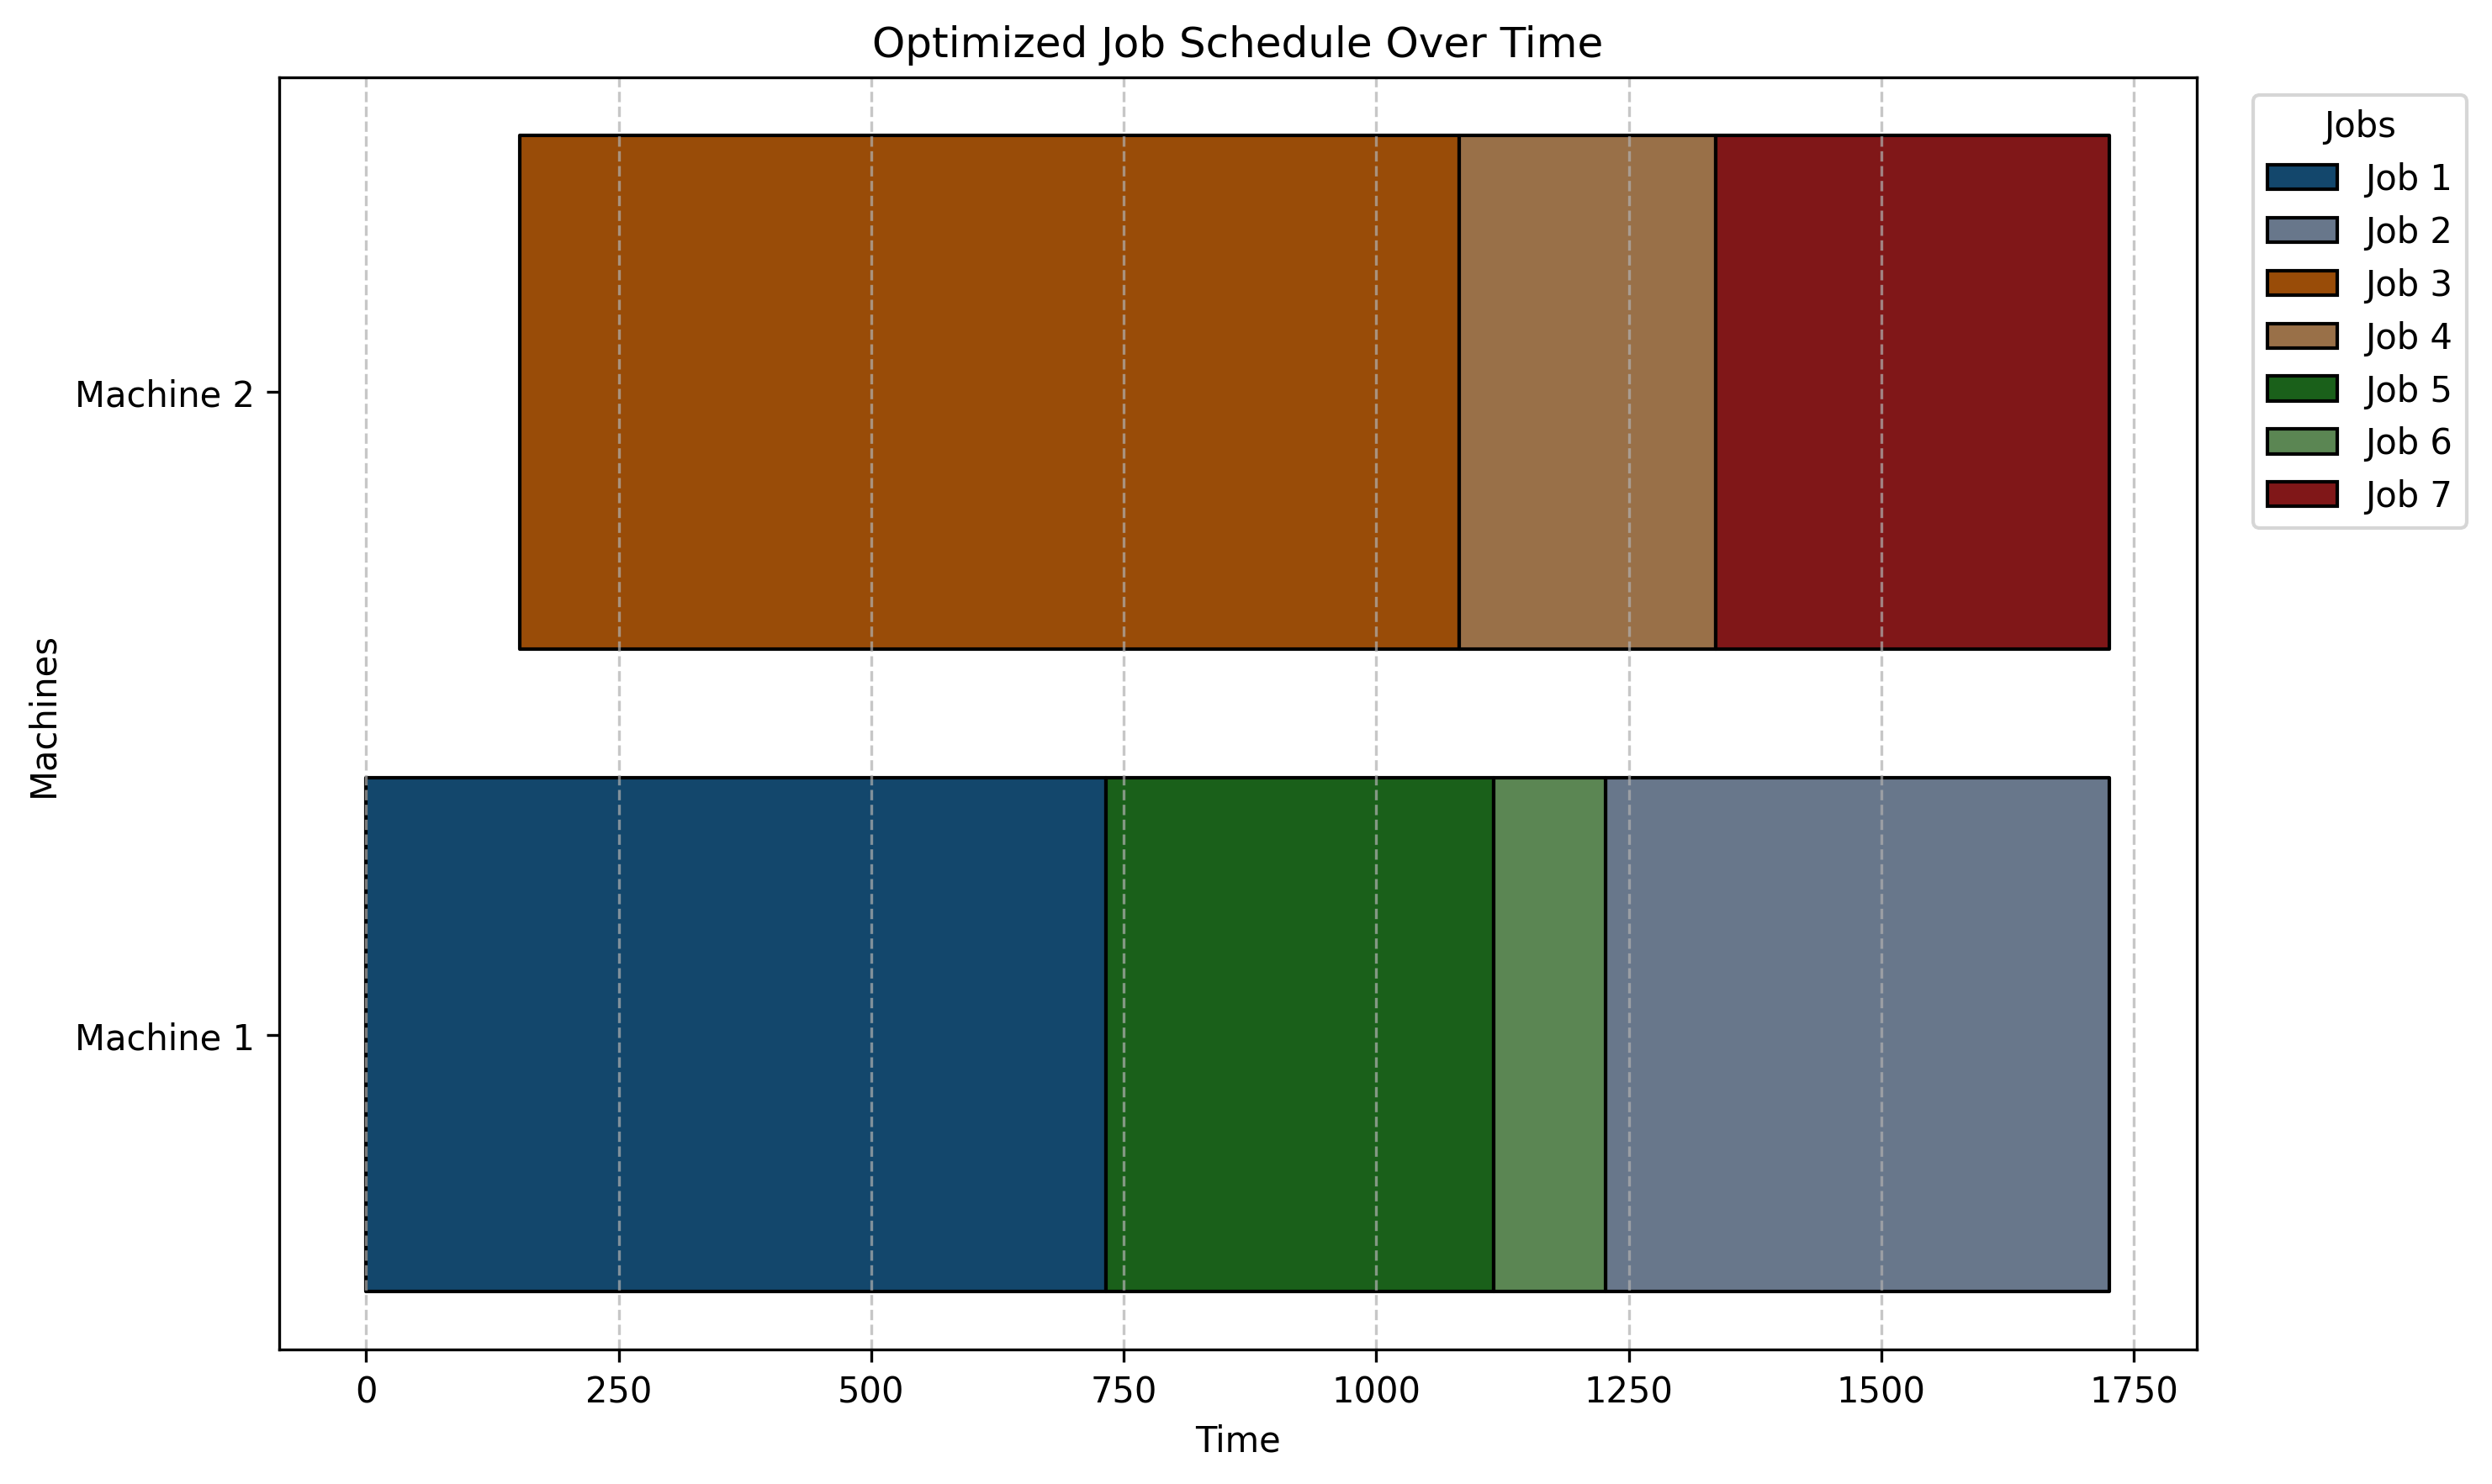 Optimized Job Schedule Over Time
Jobs
Job 1
Job 2
Job 3
Job 4
Job 5
Job 6
Job 7
Machines
Machine 2
Machine 1
0 250 500 750 1000 1250 1500 1750
Time